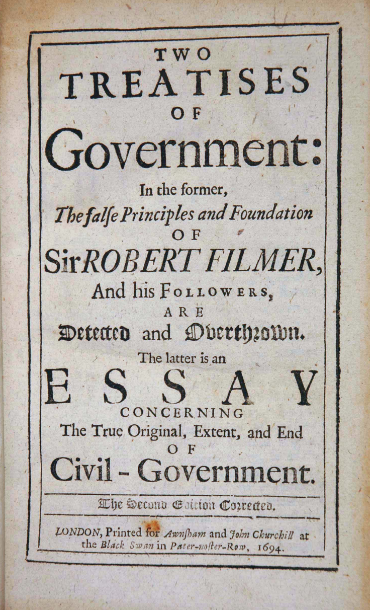 TWO
TREATISES
OF
Government:
In the former,
The falſe Principles and Foundation
OF
Sir ROBERT FILMER,
And his FOLLOWERS,
ARE
Detected and Overthrown.
The latter is an
ESSAY
CONCERNING
The True Original, Extent, and End
OF
Civil-Government.
The Second Edition Corrected.
LONDON, Printed for Awnſham and John Churchill at
the Black Swan in Pater-noſter-Row, 1694.